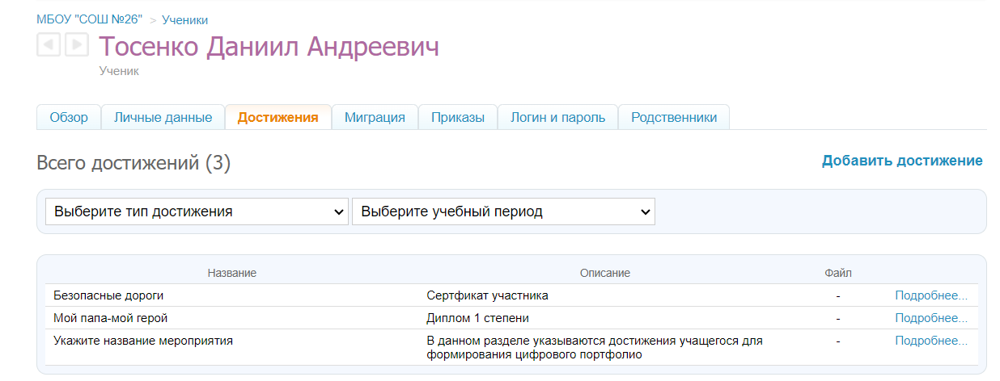 МБОУ "СОШ №26" > Ученики
Тосенко Даниил Андреевич
Ученик
Обзор Личные данные Достижения Миграция Приказы Логин и пароль Родственники
Всего достижений (3) Добавить достижение
Выберите тип достижения Выберите учебный период
Название Описание Файл
Безопасные дороги Сертфикат участника - Подробнее...
Мой папа-мой герой Диплом 1 степени - Подробнее...
Укажите название мероприятия В данном разделе указываются достижения учащегося для - Подробнее...
формирования цифрового портфолио